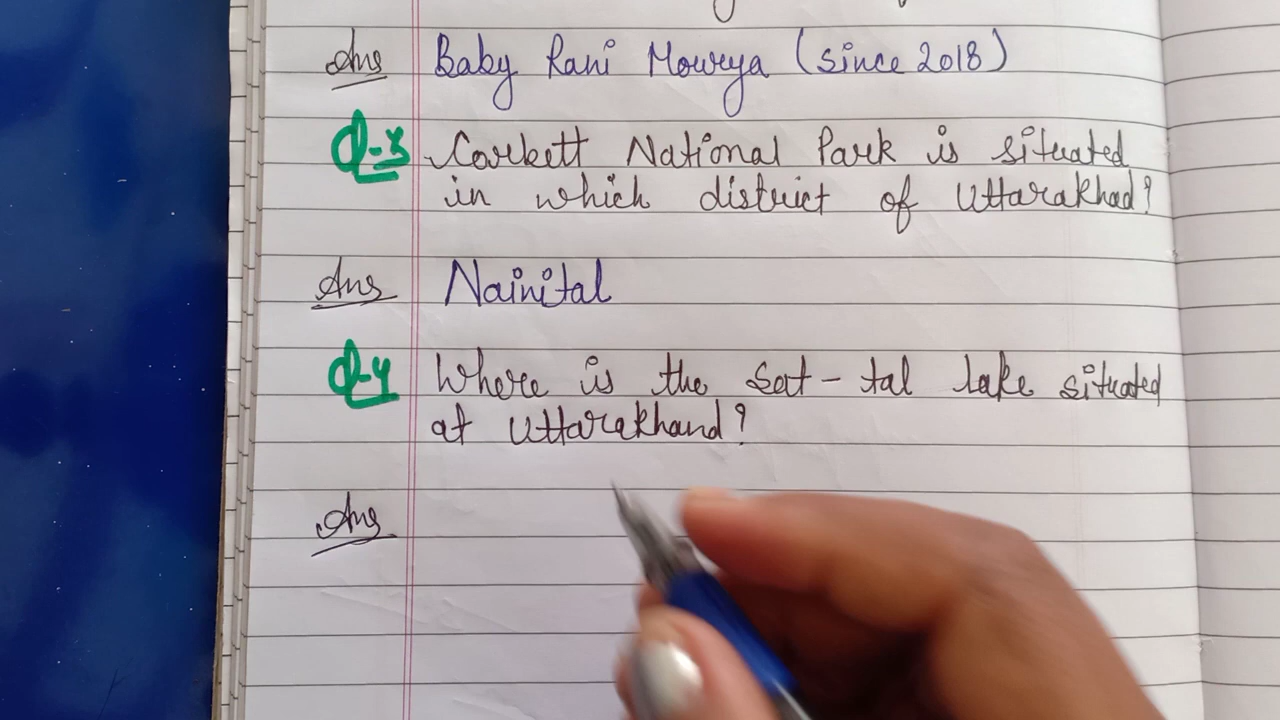 Ans Baby Rani Mourya (since 2018)
Q-3 Corbett National Park is situated
in which district of Uttarakhad?
Ans Nainital
Q-4 Where is the Sat-tal lake situated
at Uttarakhand?
Ans